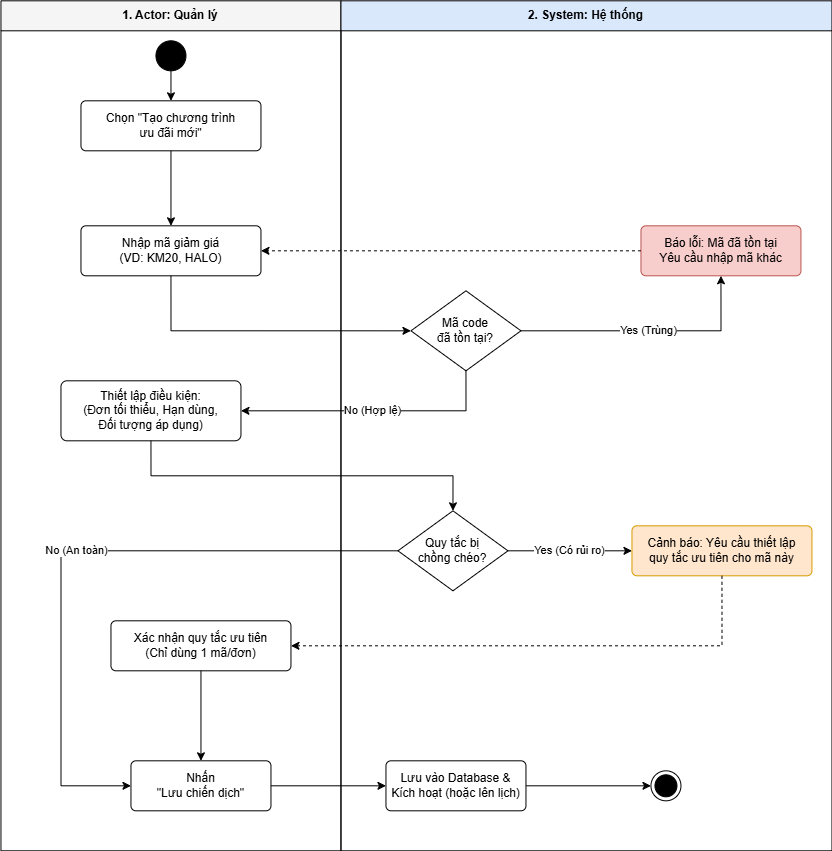 1. Actor: Quản lý
2. System: Hệ thống
Chọn "Tạo chương trình
ưu đãi mới"
Nhập mã giảm giá
(VD: KM20, HALO)
Báo lỗi: Mã đã tồn tại
Yêu cầu nhập mã khác
Mã code
đã tồn tại?
Yes (Trùng)
Thiết lập điều kiện:
(Đơn tối thiểu, Hạn dùng,
Đối tượng áp dụng)
No (Hợp lệ)
Quy tắc bị
chồng chéo?
No (An toàn)
Yes (Có rủi ro)
Cảnh báo: Yêu cầu thiết lập
quy tắc ưu tiên cho mã này
Xác nhận quy tắc ưu tiên
(Chỉ dùng 1 mã/đơn)
Nhấn
"Lưu chiến dịch"
Lưu vào Database &
Kích hoạt (hoặc lên lịch)